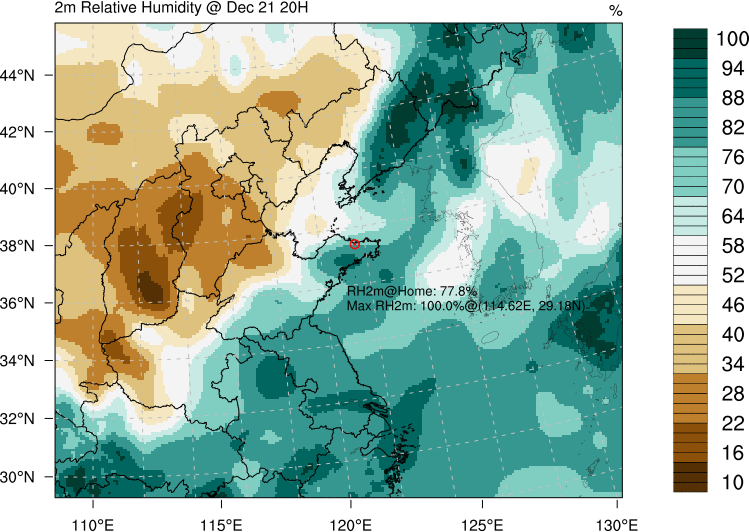 2m Relative Humidity @ Dec 21 20H
%
44°N
42°N
40°N
38°N
36°N
34°N
32°N
30°N
110°E
115°E
120°E
125°E
130°E
RH2m@Home: 77.8%
Max RH2m: 100.0%@(114.62E, 29.18N)
100
94
88
82
76
70
64
58
52
46
40
34
28
22
16
10